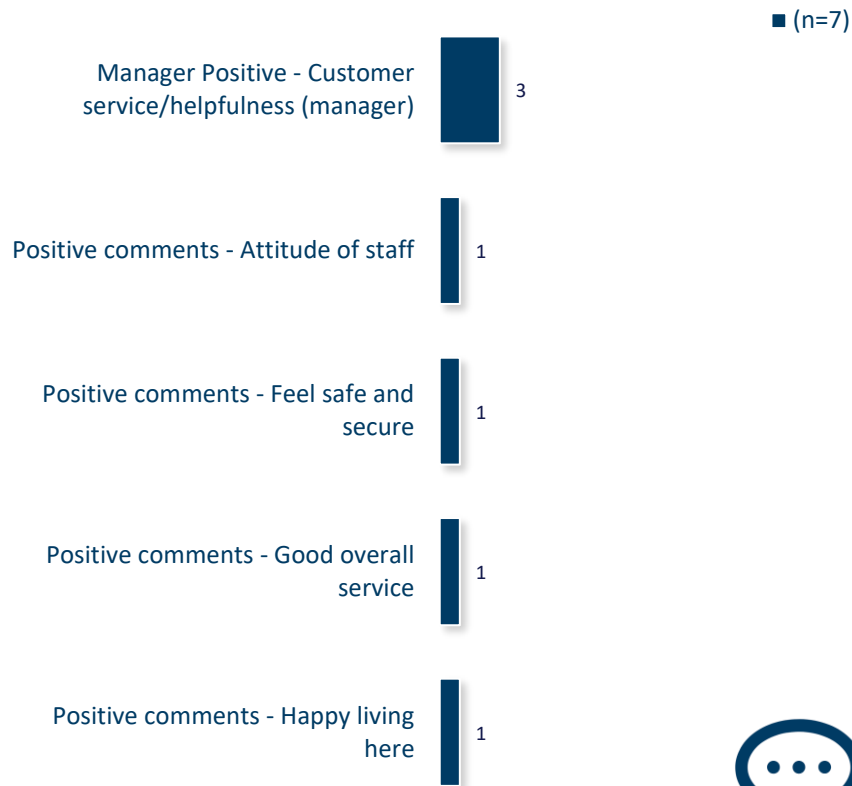 (n=7)
Manager Positive - Customer
service/helpfulness (manager)
3
Positive comments - Attitude of staff
1
Positive comments - Feel safe and
secure
1
Positive comments - Good overall
service
1
Positive comments - Happy living
here
1